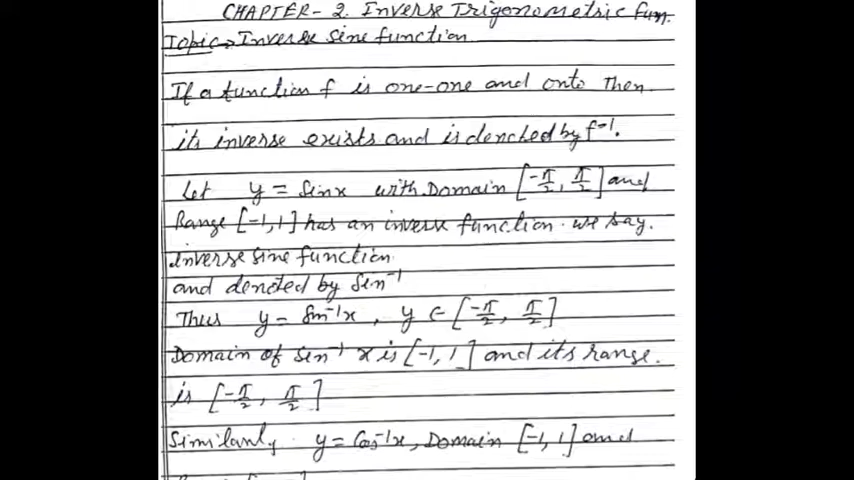 CHAPTER- 2. Inverse Trigonometric Fun.
Topic→Inverse Sine function
If a function f is one-one and onto Then
its inverse exists and is denoted by f⁻¹.
Let y = Sinx with Domain [-π/2, π/2] and
Range [-1,1] has an inverse function. we say.
inverse sine function
and denoted by Sin⁻¹
Thus y = Sin⁻¹x, y ∈ [-π/2, π/2]
Domain of Sin⁻¹ x is [-1, 1] and its range.
is [-π/2, π/2]
Similarly y = Cos⁻¹x, Domain [-1, 1] and